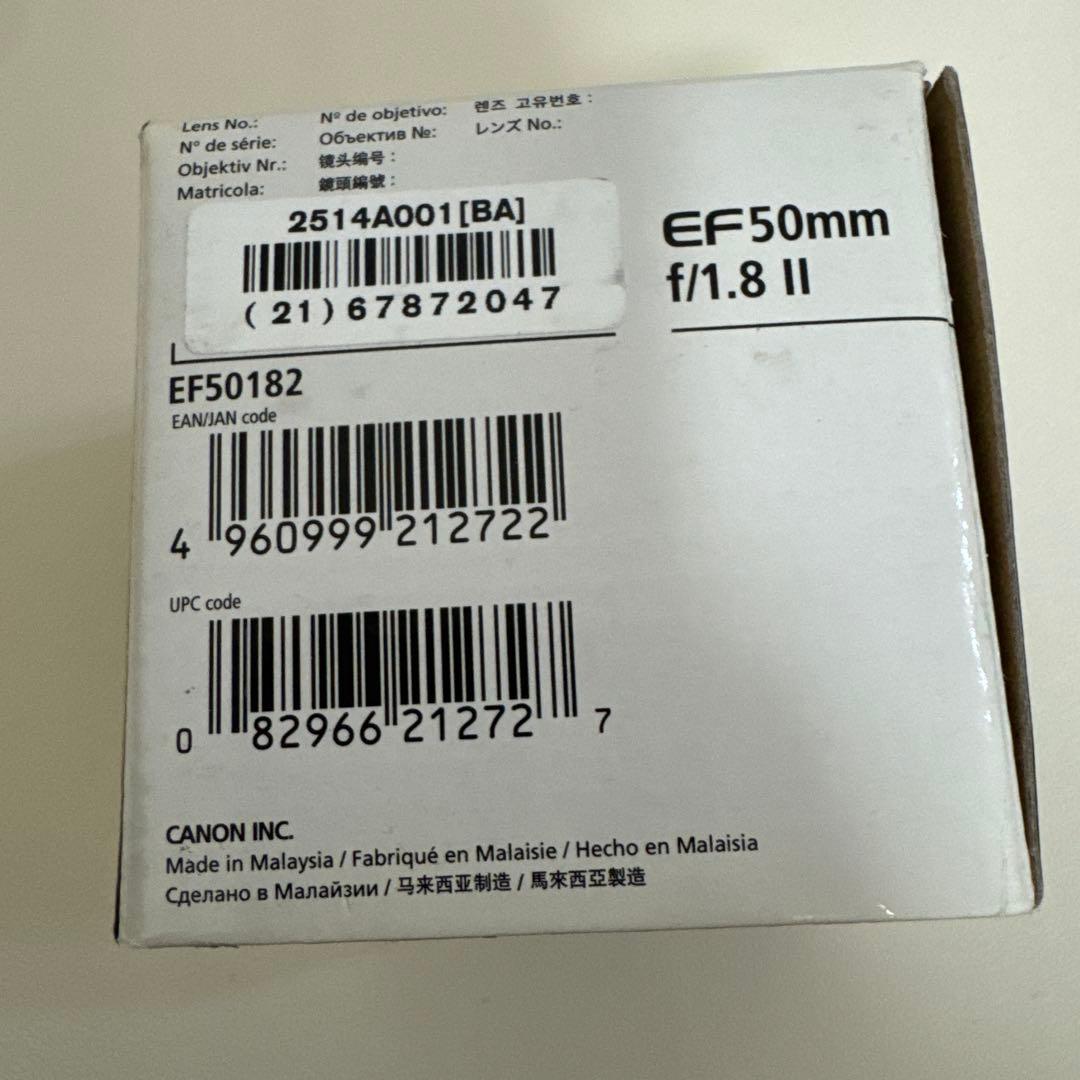 Lens No.:
Nº de série:
Objektiv Nr.:
Matricola:
Nº de objetivo:
Объектив №:
镜头编号：
鏡頭編號：
렌즈 고유번호 :
レンズ No.:
2514A001[BA]
(21)67872047
EF50mm
f/1.8 II
EF50182
EAN/JAN code
4 960999 212722
UPC code
0 82966 21272 7
CANON INC.
Made in Malaysia / Fabriqué en Malaisie / Hecho en Malaisia
Сделано в Малайзии / 马来西亚制造 / 馬來西亞製造